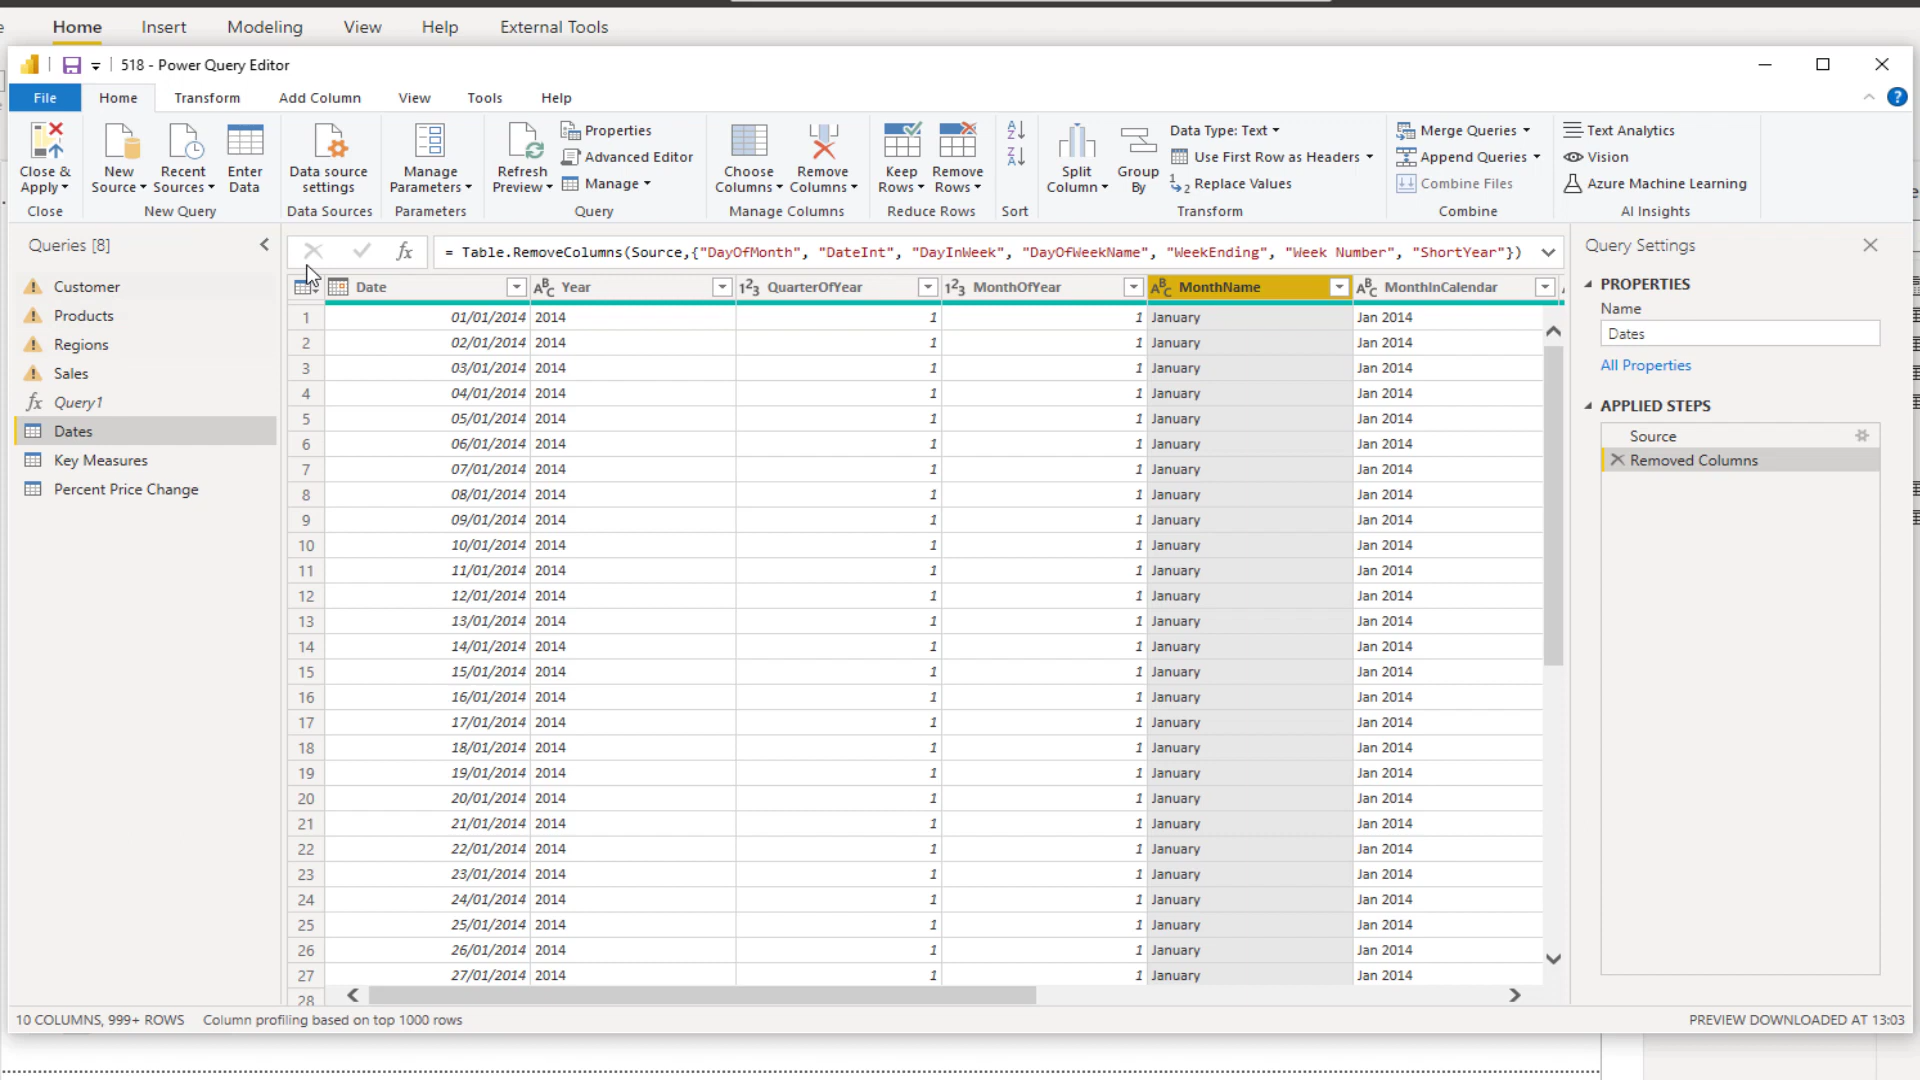 Home Insert Modeling View Help External Tools
518 - Power Query Editor
File Home Transform Add Column View Tools Help
Close & Apply
Close
New Source
Recent Sources
Enter Data
New Query
Data source settings
Data Sources
Manage Parameters
Parameters
Refresh Preview
Properties
Advanced Editor
Manage
Query
Choose Columns
Remove Columns
Manage Columns
Keep Rows
Remove Rows
Reduce Rows
Sort
Split Column
Group By
Data Type: Text
Use First Row as Headers
Replace Values
Transform
Merge Queries
Append Queries
Combine Files
Combine
Text Analytics
Vision
Azure Machine Learning
AI Insights
Queries [8]
Customer
Products
Regions
Sales
fx Query1
Dates
Key Measures
Percent Price Change
fx = Table.RemoveColumns(Source,{"DayOfMonth", "DateInt", "DayInWeek", "DayOfWeekName", "WeekEnding", "Week Number", "ShortYear"})
Date ABC Year 123 QuarterOfYear 123 MonthOfYear ABC MonthName ABC MonthInCalendar
1 01/01/2014 2014 1 1 January Jan 2014
2 02/01/2014 2014 1 1 January Jan 2014
3 03/01/2014 2014 1 1 January Jan 2014
4 04/01/2014 2014 1 1 January Jan 2014
5 05/01/2014 2014 1 1 January Jan 2014
6 06/01/2014 2014 1 1 January Jan 2014
7 07/01/2014 2014 1 1 January Jan 2014
8 08/01/2014 2014 1 1 January Jan 2014
9 09/01/2014 2014 1 1 January Jan 2014
10 10/01/2014 2014 1 1 January Jan 2014
11 11/01/2014 2014 1 1 January Jan 2014
12 12/01/2014 2014 1 1 January Jan 2014
13 13/01/2014 2014 1 1 January Jan 2014
14 14/01/2014 2014 1 1 January Jan 2014
15 15/01/2014 2014 1 1 January Jan 2014
16 16/01/2014 2014 1 1 January Jan 2014
17 17/01/2014 2014 1 1 January Jan 2014
18 18/01/2014 2014 1 1 January Jan 2014
19 19/01/2014 2014 1 1 January Jan 2014
20 20/01/2014 2014 1 1 January Jan 2014
21 21/01/2014 2014 1 1 January Jan 2014
22 22/01/2014 2014 1 1 January Jan 2014
23 23/01/2014 2014 1 1 January Jan 2014
24 24/01/2014 2014 1 1 January Jan 2014
25 25/01/2014 2014 1 1 January Jan 2014
26 26/01/2014 2014 1 1 January Jan 2014
27 27/01/2014 2014 1 1 January Jan 2014
28
Query Settings
PROPERTIES
Name
Dates
All Properties
APPLIED STEPS
Source
Removed Columns
10 COLUMNS, 999+ ROWS Column profiling based on top 1000 rows PREVIEW DOWNLOADED AT 13:03